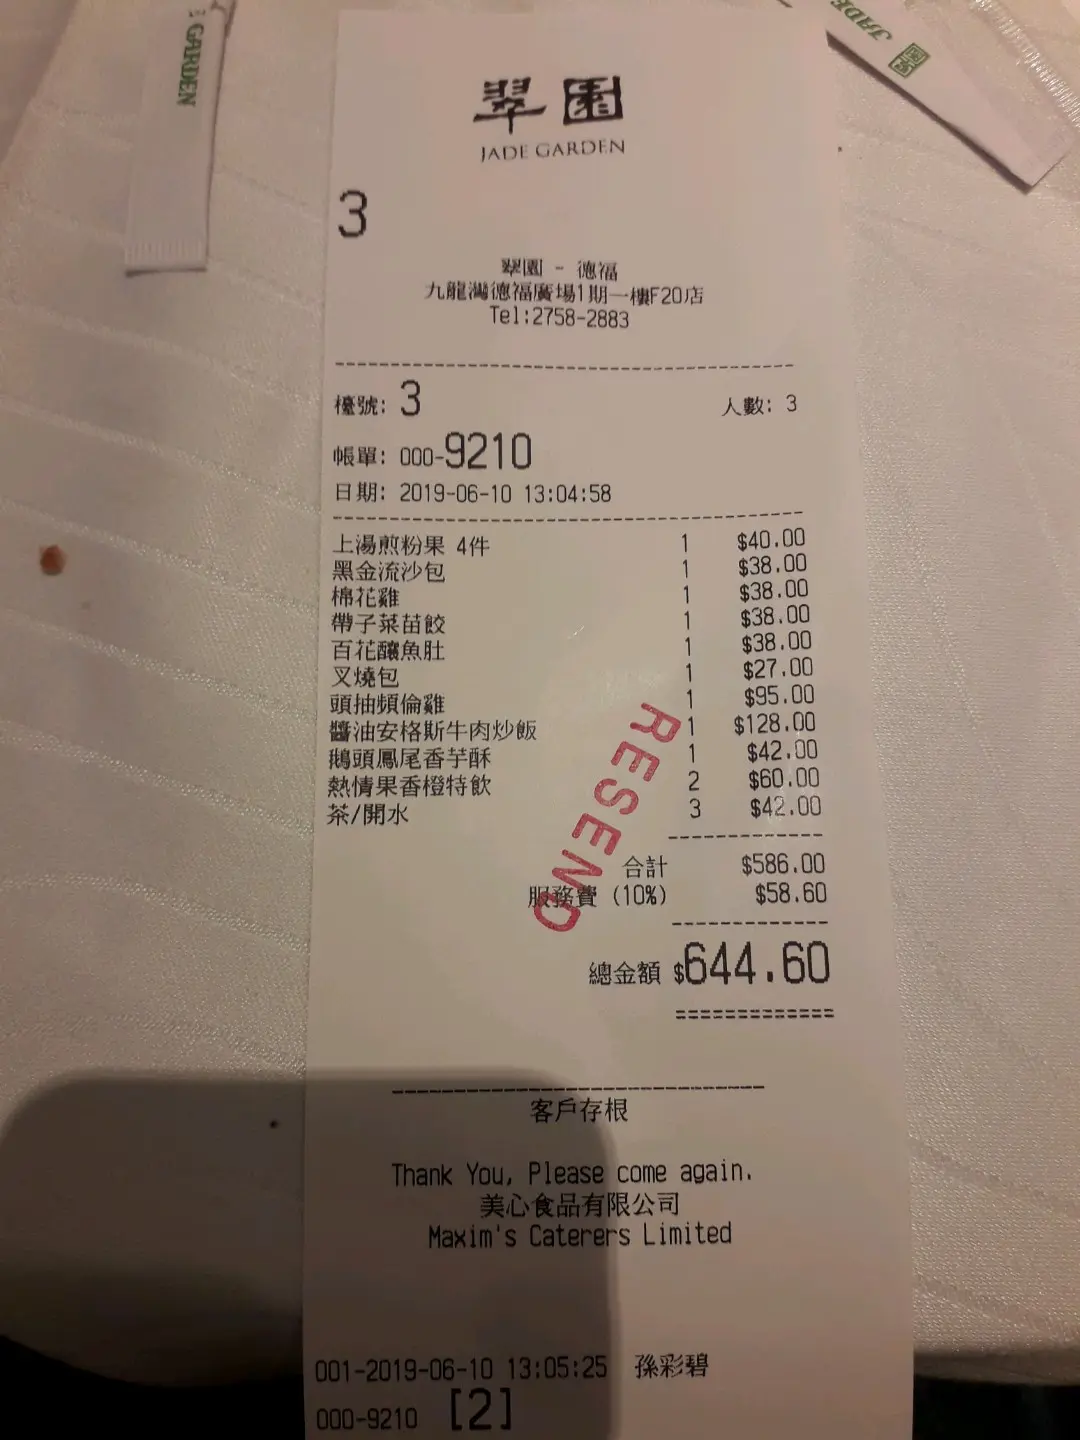 GARDEN
JADE
翠園
JADE GARDEN
3
翠園 - 德福
九龍灣德福廣場1期一樓F20店
Tel:2758-2883
檯號: 3 人數: 3
帳單: 000-9210
日期: 2019-06-10 13:04:58
上湯煎粉果 4件 1 $40.00
黑金流沙包 1 $38.00
棉花雞 1 $38.00
帶子菜苗餃 1 $38.00
百花釀魚肚 1 $38.00
叉燒包 1 $27.00
頭抽頻倫雞 1 $95.00
醬油安格斯牛肉炒飯 1 $128.00
鵝頭鳳尾香芋酥 1 $42.00
熱情果香橙特飲 2 $60.00
茶/開水 3 $42.00
RESEND
合計 $586.00
服務費 (10%) $58.60
總金額 $644.60
客戶存根
Thank You, Please come again.
美心食品有限公司
Maxim's Caterers Limited
001-2019-06-10 13:05:25 孫彩碧
000-9210 [2]